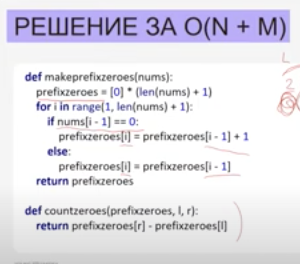 РЕШЕНИЕ ЗА O(N + M)
def makeprefixzeroes(nums):
    prefixzeroes = [0] * (len(nums) + 1)
    for i in range(1, len(nums) + 1):
        if nums[i - 1] == 0:
            prefixzeroes[i] = prefixzeroes[i - 1] + 1
        else:
            prefixzeroes[i] = prefixzeroes[i - 1]
    return prefixzeroes
def countzeroes(prefixzeroes, l, r):
    return prefixzeroes[r] - prefixzeroes[l]